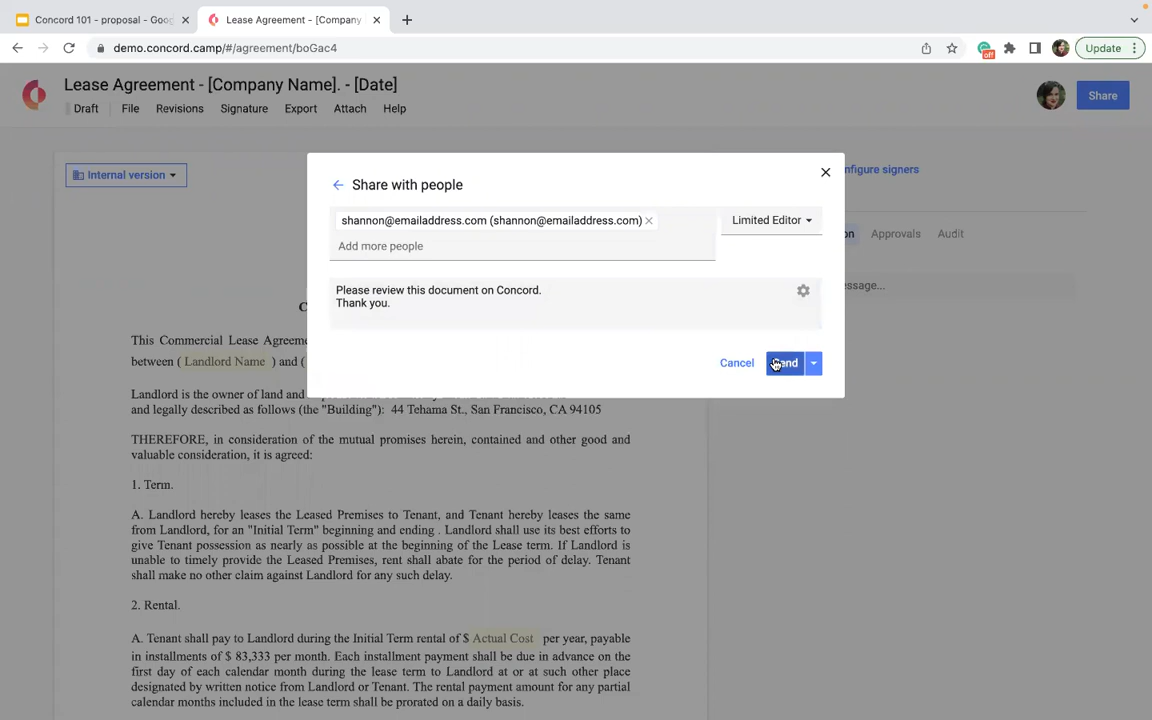 Concord 101 - proposal - Goog
Lease Agreement - [Company
demo.concord.camp/#/agreement/boGac4
off
Update
Lease Agreement - [Company Name]. - [Date]
Draft File Revisions Signature Export Attach Help
Share
Internal version
nfigure signers
Share with people
shannon@emailaddress.com (shannon@emailaddress.com)
Limited Editor
Add more people
on Approvals Audit
Please review this document on Concord.
Thank you.
essage...
Cancel Send
C
This Commercial Lease Agreeme
between ( Landlord Name ) and (
Landlord is the owner of land and
and legally described as follows (the "Building"): 44 Tehama St., San Francisco, CA 94105
THEREFORE, in consideration of the mutual promises herein, contained and other good and
valuable consideration, it is agreed:
1. Term.
A. Landlord hereby leases the Leased Premises to Tenant, and Tenant hereby leases the same
from Landlord, for an "Initial Term" beginning and ending . Landlord shall use its best efforts to
give Tenant possession as nearly as possible at the beginning of the Lease term. If Landlord is
unable to timely provide the Leased Premises, rent shall abate for the period of delay. Tenant
shall make no other claim against Landlord for any such delay.
2. Rental.
A. Tenant shall pay to Landlord during the Initial Term rental of $ Actual Cost per year, payable
in installments of $ 83,333 per month. Each installment payment shall be due in advance on the
first day of each calendar month during the lease term to Landlord at or at such other place
designated by written notice from Landlord or Tenant. The rental payment amount for any partial
calendar months included in the lease term shall be prorated on a daily basis.